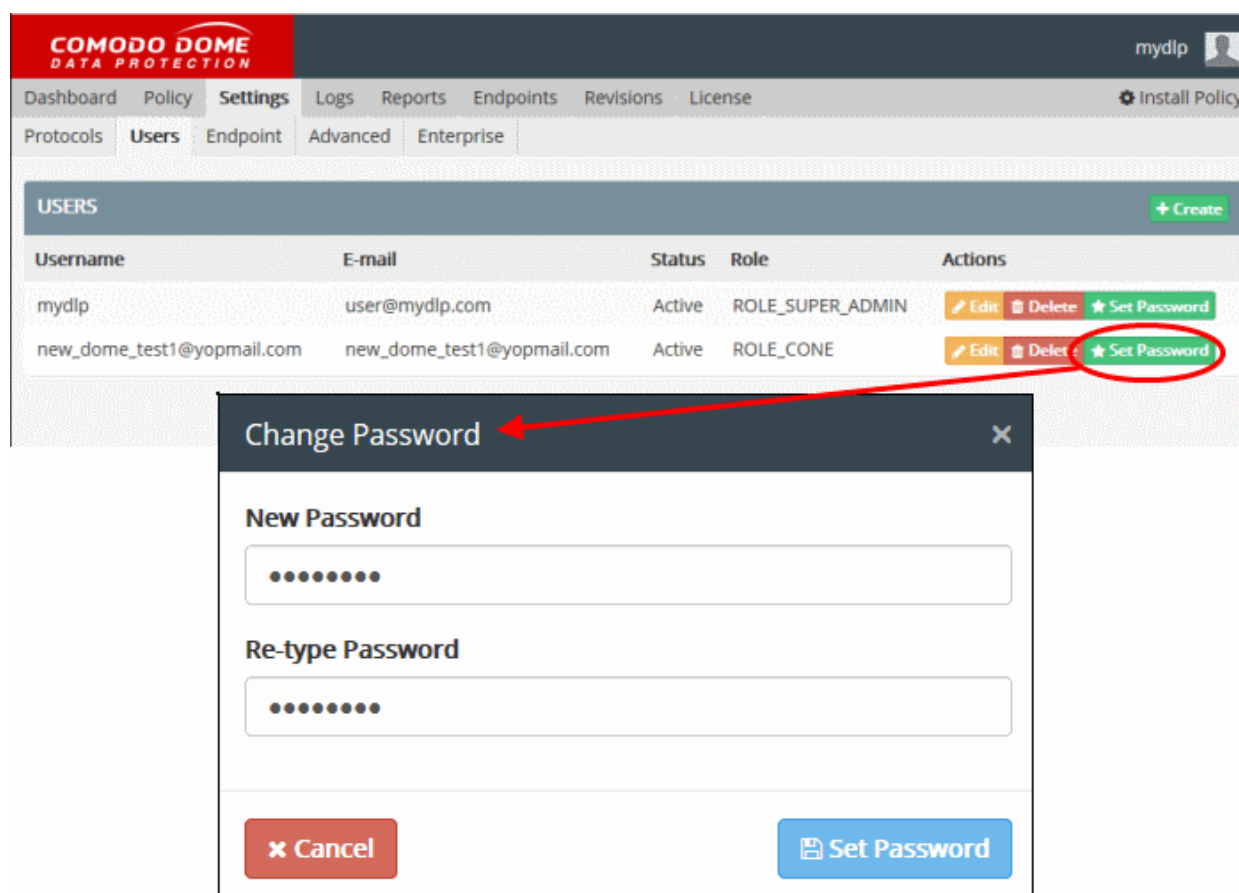 COMODO DOME
DATA PROTECTION
mydlp
Dashboard Policy Settings Logs Reports Endpoints Revisions License Install Policy
Protocols Users Endpoint Advanced Enterprise
USERS
+ Create
Username E-mail Status Role Actions
mydlp user@mydlp.com Active ROLE_SUPER_ADMIN Edit Delete Set Password
new_dome_test1@yopmail.com new_dome_test1@yopmail.com Active ROLE_CONE Edit Delete Set Password
Change Password ×
New Password
••••••••
Re-type Password
••••••••
× Cancel Set Password